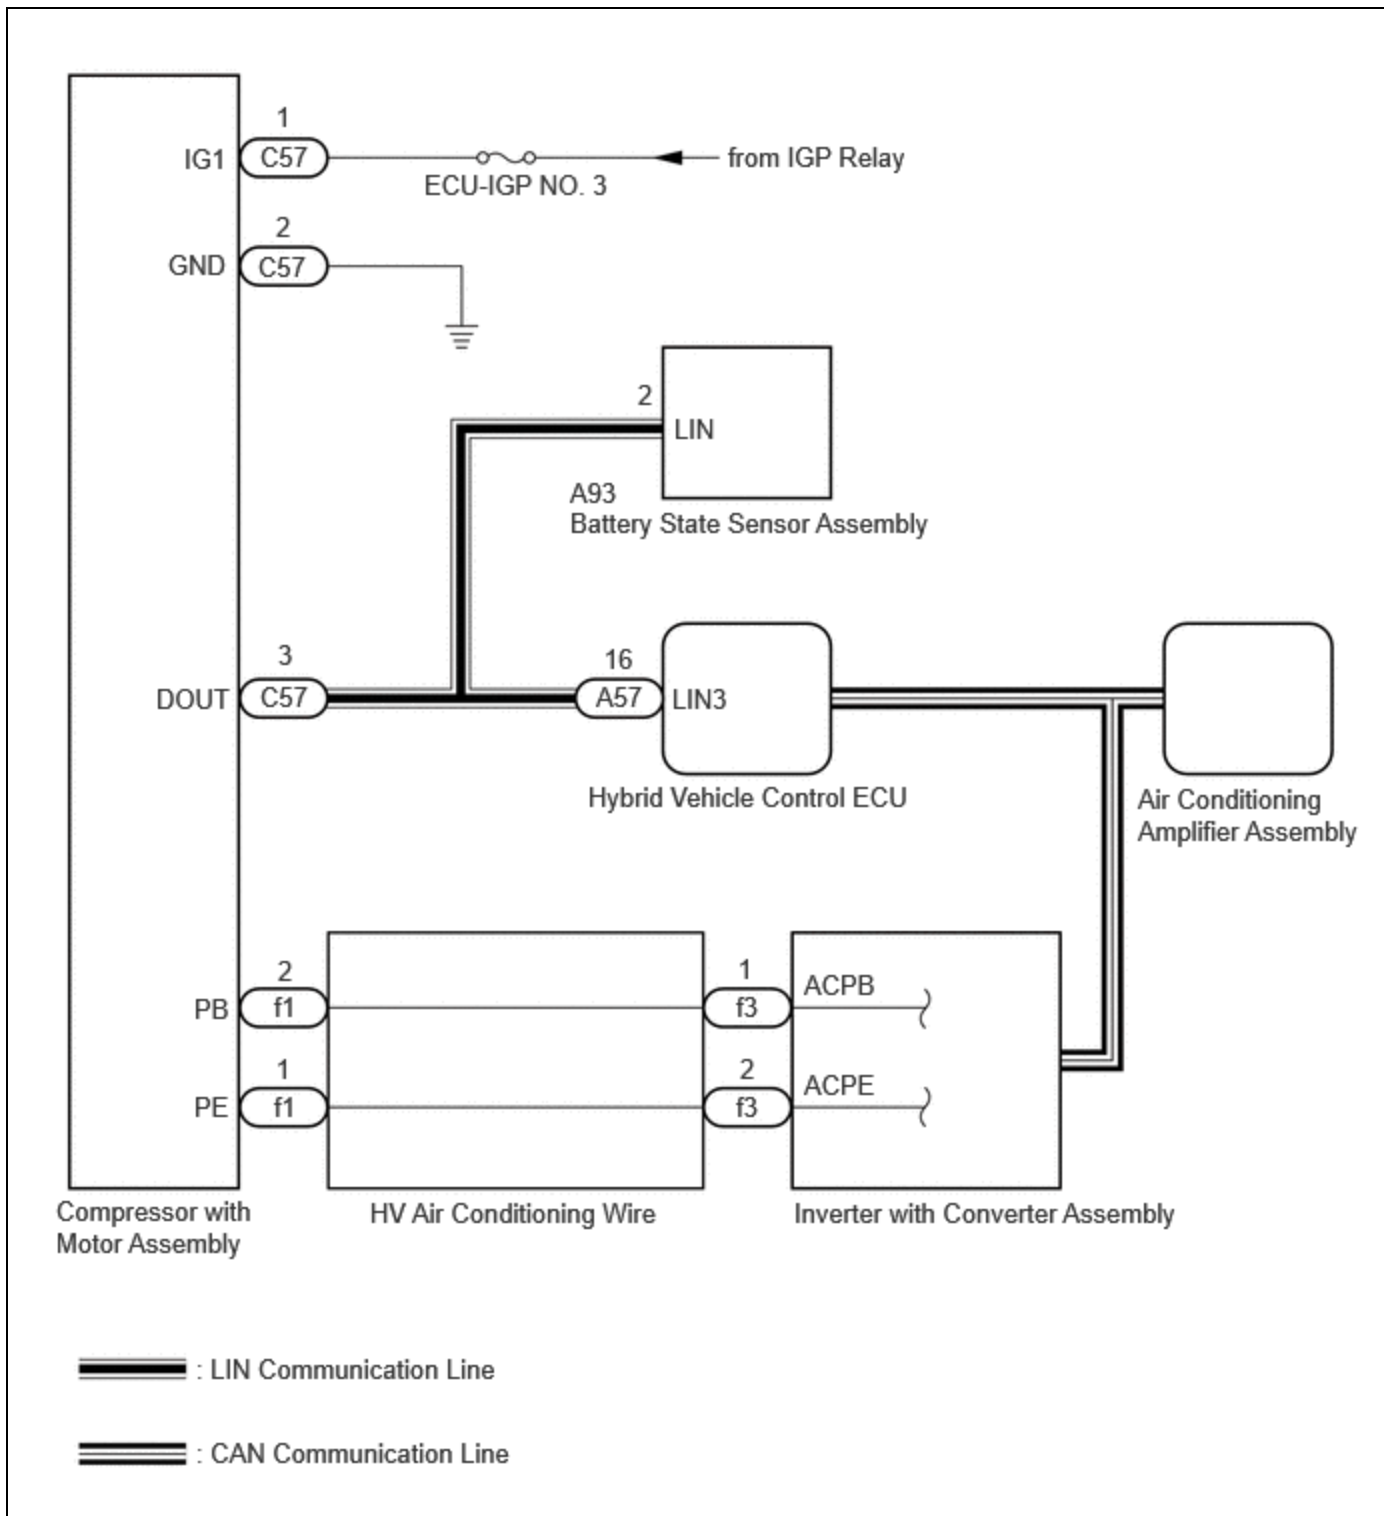 1
IG1
C57
ECU-IGP NO. 3
from IGP Relay
2
GND
C57
2
LIN
A93
Battery State Sensor Assembly
3
DOUT
C57
16
A57
LIN3
Hybrid Vehicle Control ECU
Air Conditioning
Amplifier Assembly
2
PB
f1
1
f3
ACPB
1
PE
f1
2
f3
ACPE
Compressor with
Motor Assembly
HV Air Conditioning Wire
Inverter with Converter Assembly
: LIN Communication Line
: CAN Communication Line